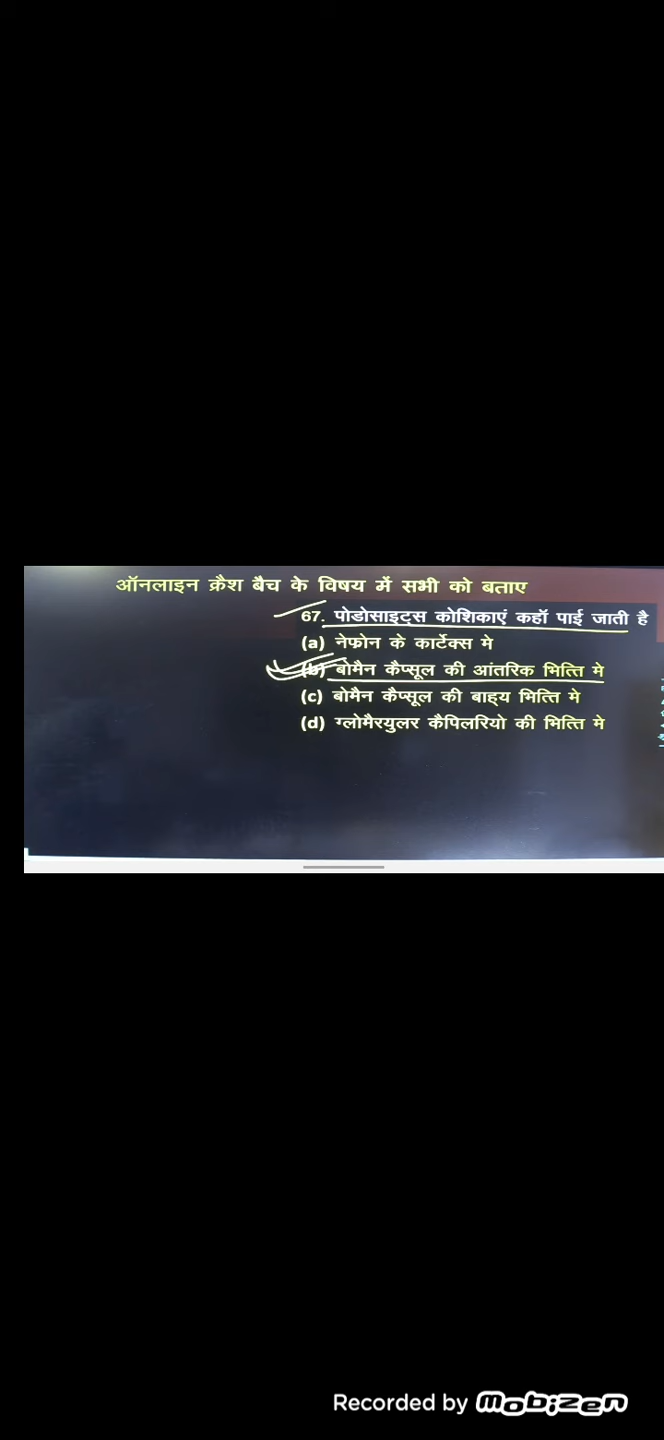 ऑनलाइन क्रैश बैच के विषय में सभी को बताए
67. पोडोसाइट्स कोशिकाएं कहॉ पाई जाती है
(a) नेफ्रोन के कार्टेक्स मे
(b) बोमैन कैप्सूल की आंतरिक भित्ति मे
(c) बोमैन कैप्सूल की बाह्य भित्ति मे
(d) ग्लोमैरयुलर कैपिलरियो की भित्ति मे
Recorded by mobizen